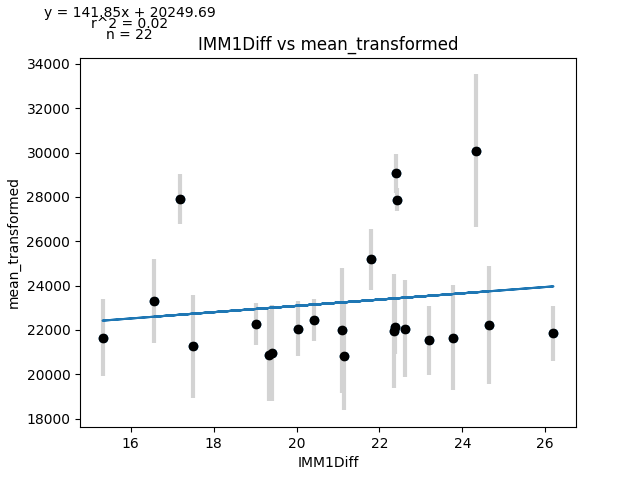 y = 141.85x + 20249.69
r^2 = 0.02
n = 22
IMM1Diff vs mean_transformed
34000
32000
30000
28000
26000
24000
22000
20000
18000
mean_transformed
16
18
20
22
24
26
IMM1Diff